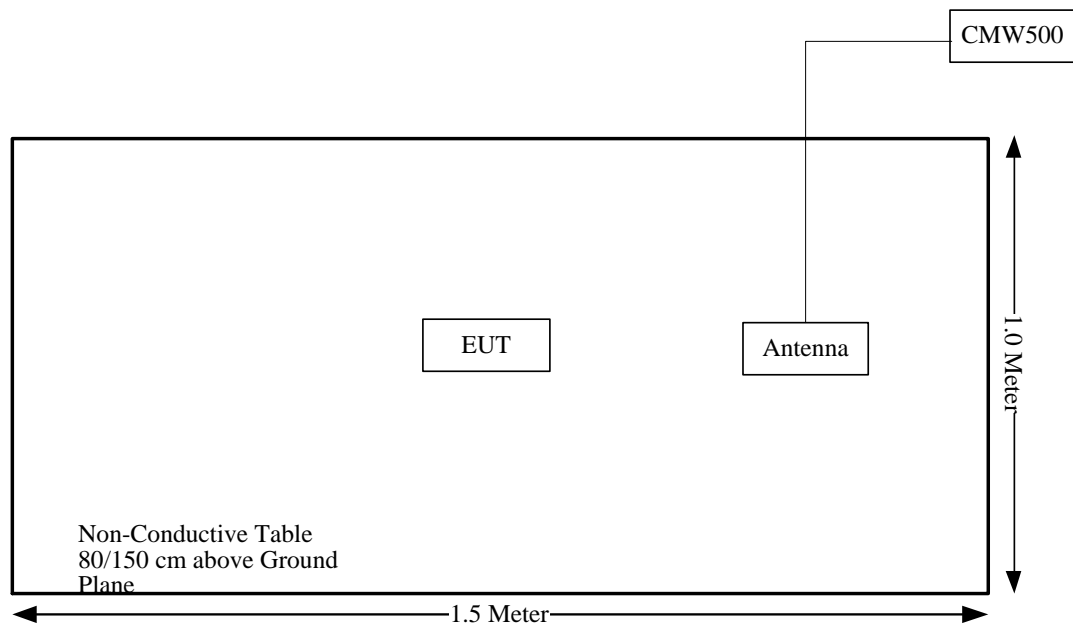 CMW500
EUT
Antenna
1.0 Meter
Non-Conductive Table
80/150 cm above Ground
Plane
1.5 Meter